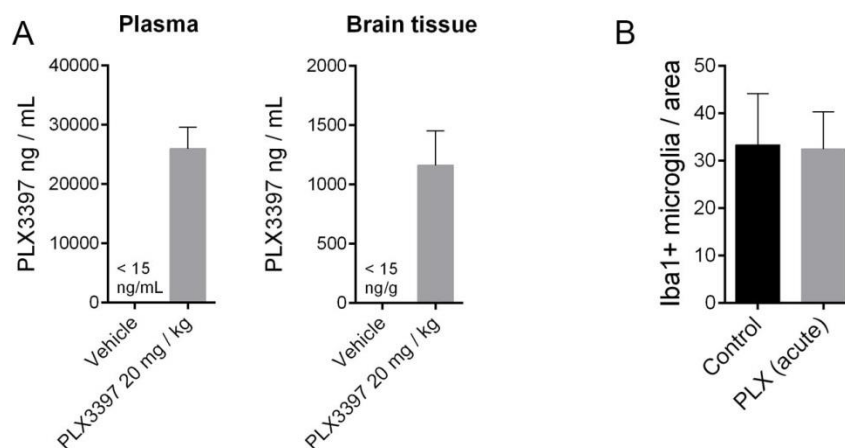 A
Plasma
PLX3397 ng / mL
40000
30000
20000
10000
0
< 15
ng/mL
Vehicle
PLX3397 20 mg / kg
Brain tissue
PLX3397 ng / mL
2000
1500
1000
500
0
< 15
ng/g
Vehicle
PLX3397 20 mg / kg
B
Iba1+ microglia / area
50
40
30
20
10
0
Control
PLX (acute)